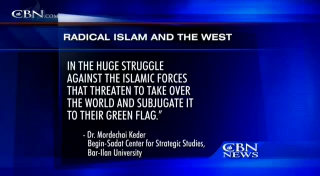 CBN.COM
RADICAL ISLAM AND THE WEST
IN THE HUGE STRUGGLE
AGAINST THE ISLAMIC FORCES
THAT THREATEN TO TAKE OVER
THE WORLD AND SUBJUGATE IT
TO THEIR GREEN FLAG."
- Dr. Mordechai Keder
Begin-Sadat Center for Strategic Studies,
Bar-Ilan University
CBN
NEWS